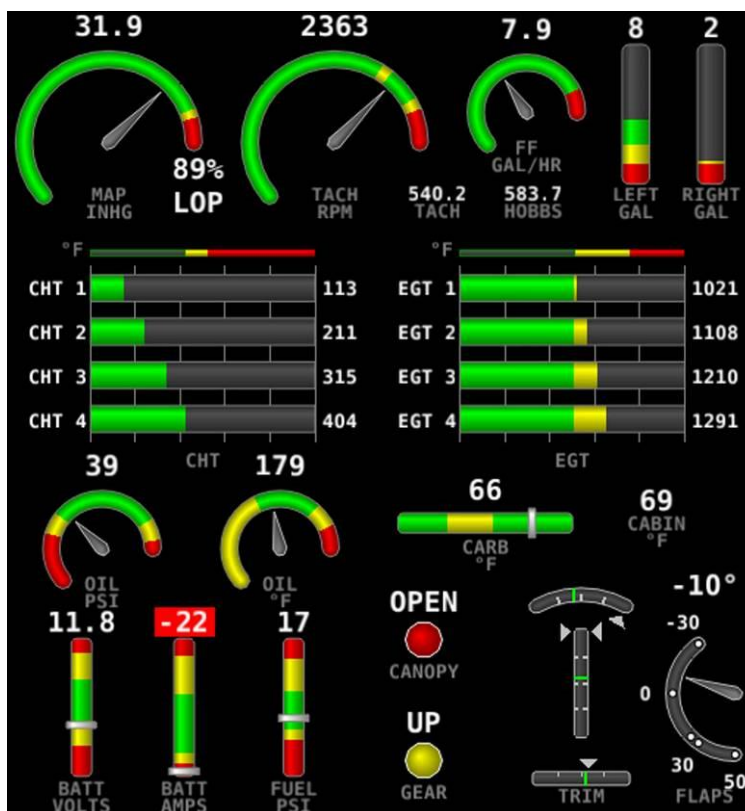 31.9
2363
7.9
8
2
89%
LOP
MAP
INHG
TACH
RPM
FF
GAL/HR
540.2
TACH
583.7
HOBBS
LEFT
GAL
RIGHT
GAL
°F
CHT 1 113
CHT 2 211
CHT 3 315
CHT 4 404
CHT
°F
EGT 1 1021
EGT 2 1108
EGT 3 1210
EGT 4 1291
EGT
39
OIL
PSI
179
OIL
°F
66
CARB
°F
69
CABIN
°F
11.8
BATT
VOLTS
-22
BATT
AMPS
17
FUEL
PSI
OPEN
CANOPY
UP
GEAR
TRIM
-10°
-30
0
30
50
FLAPS